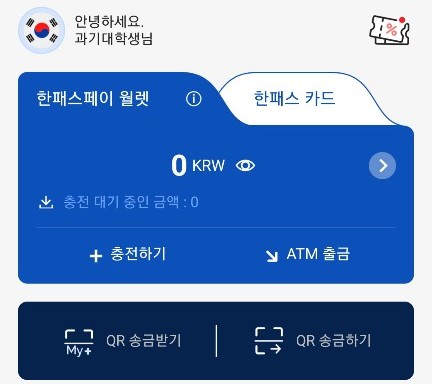 안녕하세요.
과기대학생님
%
한패스페이 월렛
한패스 카드
0 KRW
충전 대기 중인 금액 : 0
+ 충전하기
ATM 출금
My+
QR 송금받기
QR 송금하기